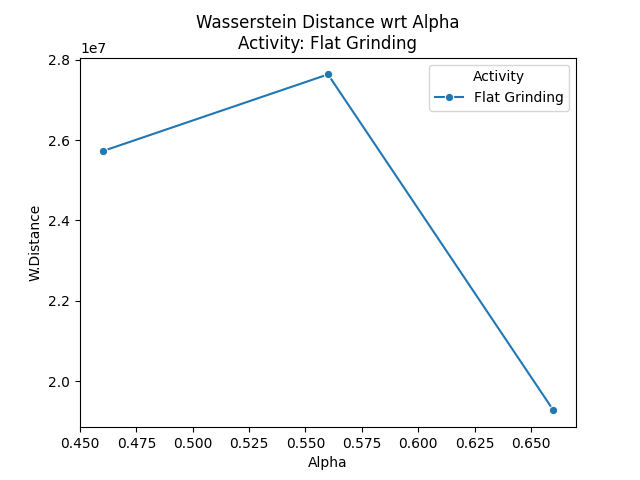 Wasserstein Distance wrt Alpha
Activity: Flat Grinding
1e7
Activity
Flat Grinding
2.8
2.6
2.4
2.2
2.0
W.Distance
0.450 0.475 0.500 0.525 0.550 0.575 0.600 0.625 0.650
Alpha